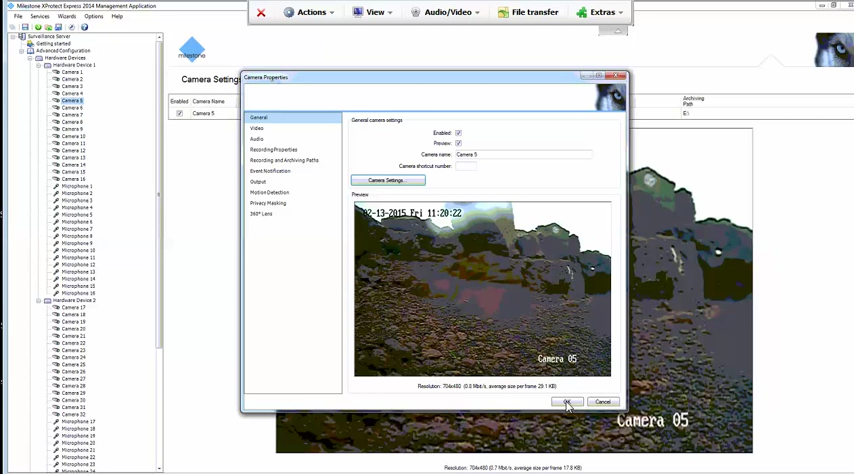 Milestone XProtect Express 2014 Management Application
File Services Wizards Options Help
Actions View Audio/Video File transfer Extras
Surveillance Server
Getting started
Advanced Configuration
Hardware Devices
Hardware Device 1
Camera 1
Camera 2
Camera 3
Camera 4
Camera 5
Camera 6
Camera 7
Camera 8
Camera 9
Camera 10
Camera 11
Camera 12
Camera 13
Camera 14
Camera 15
Camera 16
Microphone 1
Microphone 2
Microphone 3
Microphone 4
Microphone 5
Microphone 6
Microphone 7
Microphone 8
Microphone 9
Microphone 10
Microphone 11
Microphone 12
Microphone 13
Microphone 14
Microphone 15
Microphone 16
Hardware Device 2
Camera 17
Camera 18
Camera 19
Camera 20
Camera 21
Camera 22
Camera 23
Camera 24
Camera 25
Camera 26
Camera 27
Camera 28
Camera 29
Camera 30
Camera 31
Camera 32
Microphone 17
Microphone 18
Microphone 19
Microphone 20
Microphone 21
Microphone 22
Microphone 23
Microphone 24
milestone
Camera Settings
Enabled Camera Name
Camera 5
Archiving
Path
E:\
Camera Properties
General
Video
Audio
Recording Properties
Recording and Archiving Paths
Event Notification
Output
Motion Detection
Privacy Masking
360° Lens
General camera settings
Enabled:
Preview:
Camera name: Camera 5
Camera shortcut number:
Camera Settings...
Preview
02-13-2015 Fri 11:20:22
Camera 05
Resolution: 704x480 (0.8 Mbit/s, average size per frame 29.1 KB)
OK Cancel
Camera 05
Resolution: 704x480 (0.7 Mbit/s, average size per frame 17.8 KB)